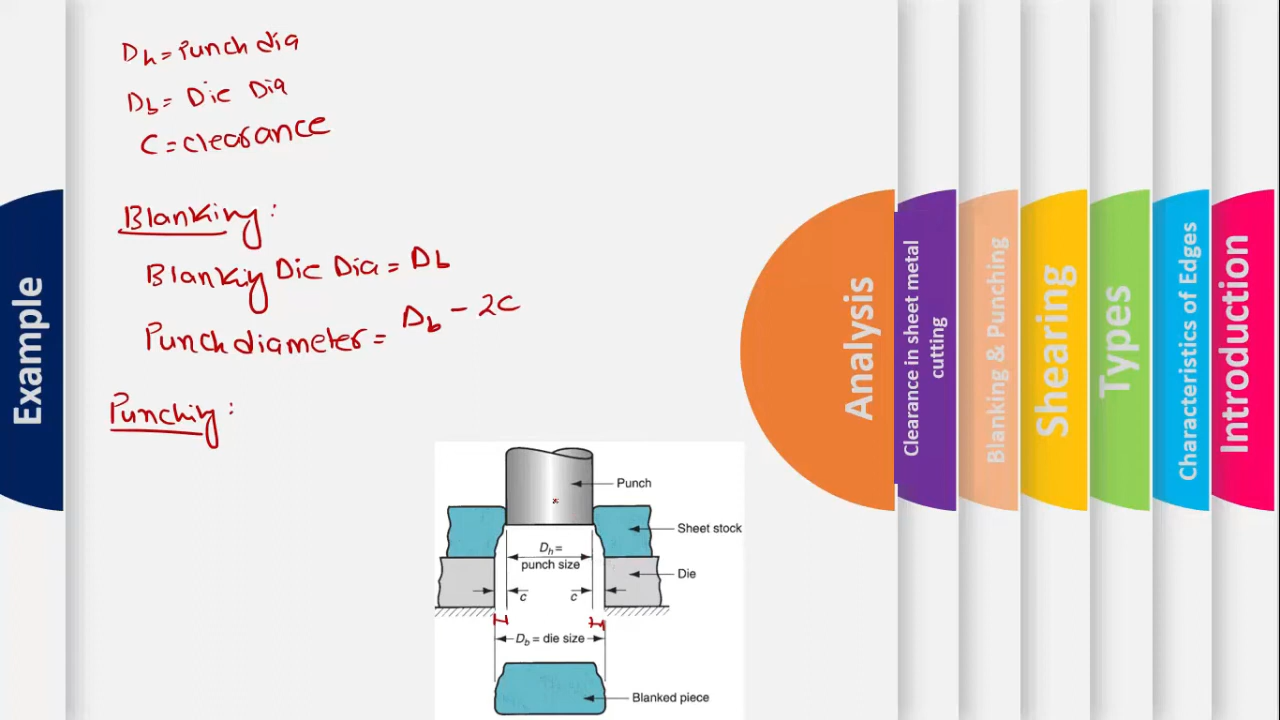 Dh = Punch dia
Db = Die Dia
C = Clearance
Blanking:
Blanking Die Dia = Db
Punch diameter = Db - 2C
Punching:
Punch
Sheet stock
Dh =
punch size
Die
c
c
Db = die size
Blanked piece
Example
Analysis
Clearance in sheet metal
cutting
Blanking & Punching
Shearing
Types
Characteristics of Edges
Introduction